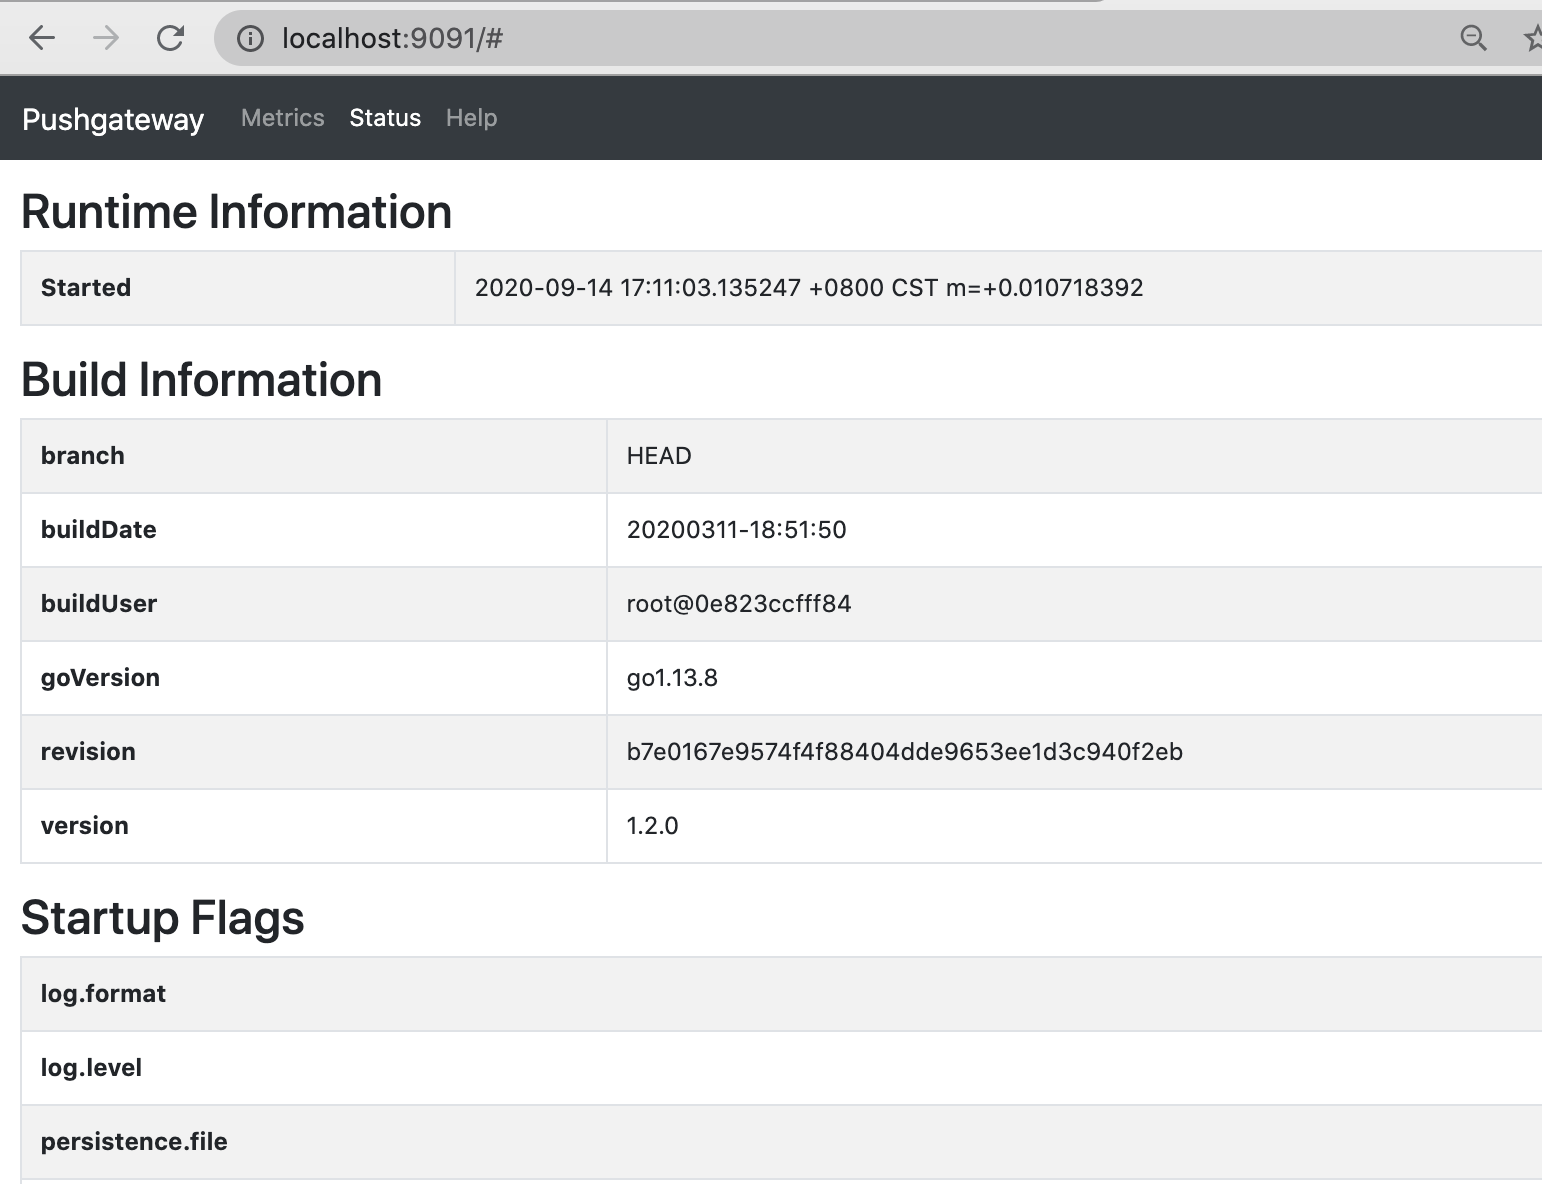 localhost:9091/#
Pushgateway Metrics Status Help
Runtime Information
Started 2020-09-14 17:11:03.135247 +0800 CST m=+0.010718392
Build Information
branch HEAD
buildDate 20200311-18:51:50
buildUser root@0e823ccfff84
goVersion go1.13.8
revision b7e0167e9574f4f88404dde9653ee1d3c940f2eb
version 1.2.0
Startup Flags
log.format
log.level
persistence.file